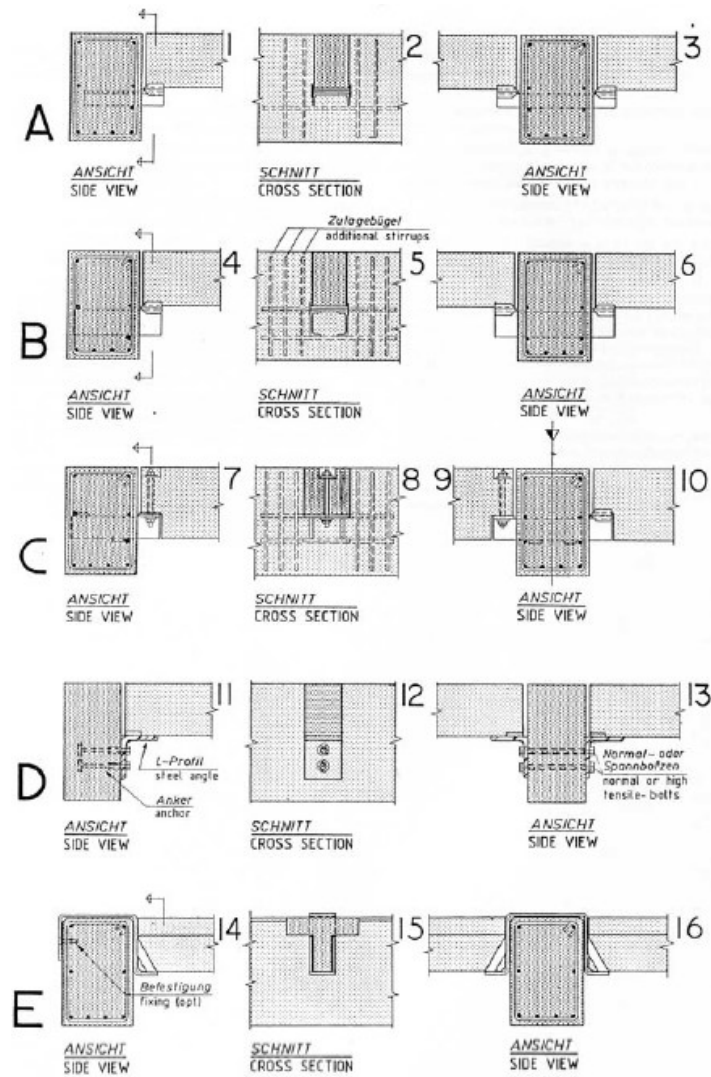 1
2
3
A
ANSICHT
SIDE VIEW
SCHNITT
CROSS SECTION
ANSICHT
SIDE VIEW
Zulagebügel
additional stirrups
4
5
6
B
ANSICHT
SIDE VIEW
SCHNITT
CROSS SECTION
ANSICHT
SIDE VIEW
7
8
9
10
C
ANSICHT
SIDE VIEW
SCHNITT
CROSS SECTION
ANSICHT
SIDE VIEW
11
12
13
D
L-Profil
steel angle
Anker
anchor
Normal- oder
Spannbolzen
normal or high
tensile-bolts
ANSICHT
SIDE VIEW
SCHNITT
CROSS SECTION
ANSICHT
SIDE VIEW
14
15
16
E
Befestigung
fixing (opt)
ANSICHT
SIDE VIEW
SCHNITT
CROSS SECTION
ANSICHT
SIDE VIEW